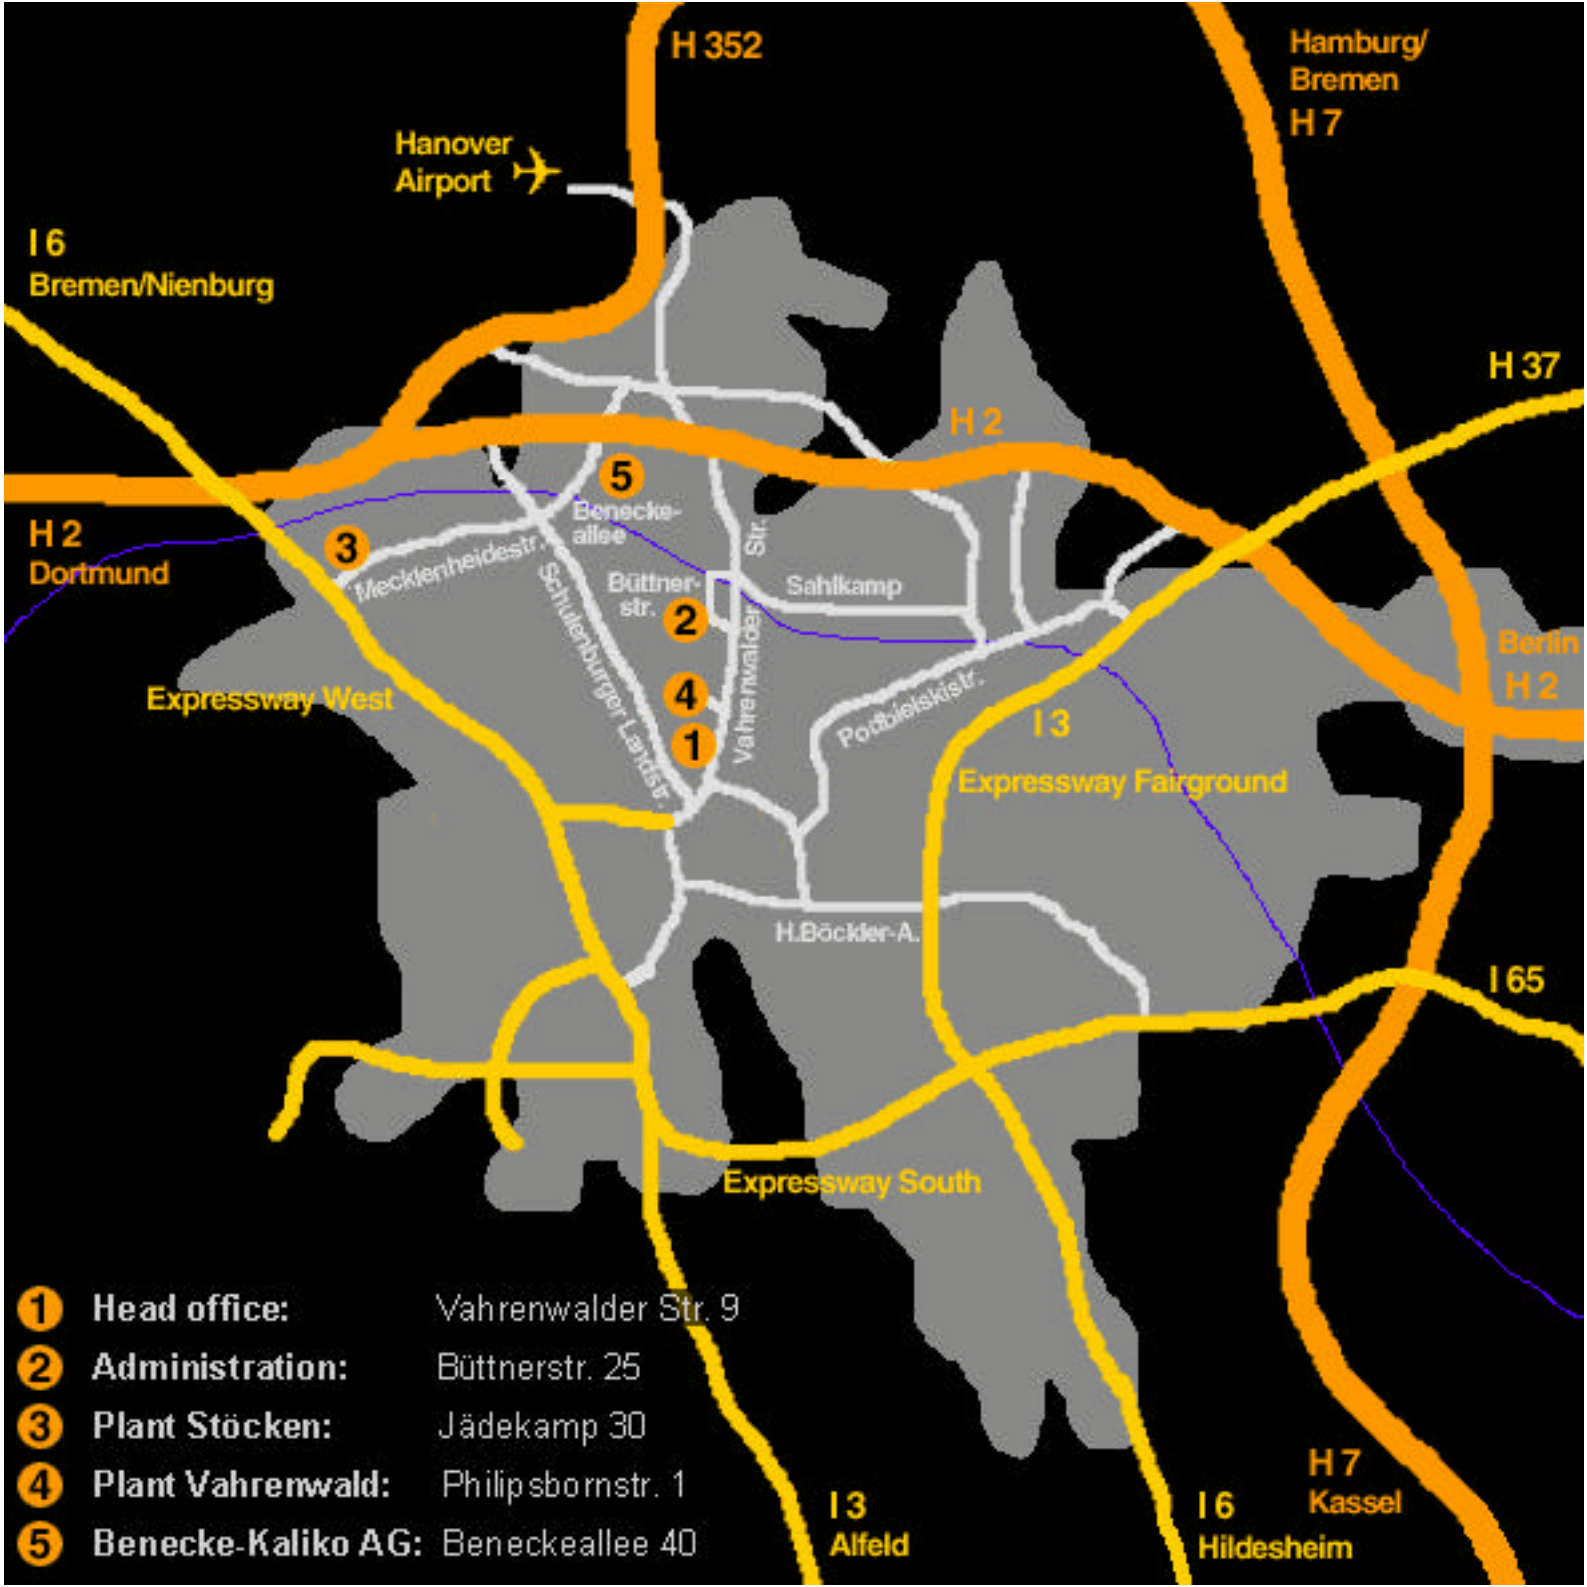 H 352
Hamburg/
Bremen
H 7
Hanover
Airport
I 6
Bremen/Nienburg
H 37
H 2
H 2
Dortmund
5
Benecke-
allee
3
Mecklenheidestr.
Schulenburger Landstr.
Büttner-
str.
2
Vahrenwalder Str.
Sahlkamp
4
1
Podbielskistr.
Berlin
H 2
Expressway West
I 3
Expressway Fairground
H.Böckler-A.
I 65
Expressway South
1 Head office: Vahrenwalder Str. 9
2 Administration: Büttnerstr. 25
3 Plant Stöcken: Jädekamp 30
4 Plant Vahrenwald: Philipsbornstr. 1
5 Benecke-Kaliko AG: Beneckeallee 40
I 3
Alfeld
I 6
Hildesheim
H 7
Kassel